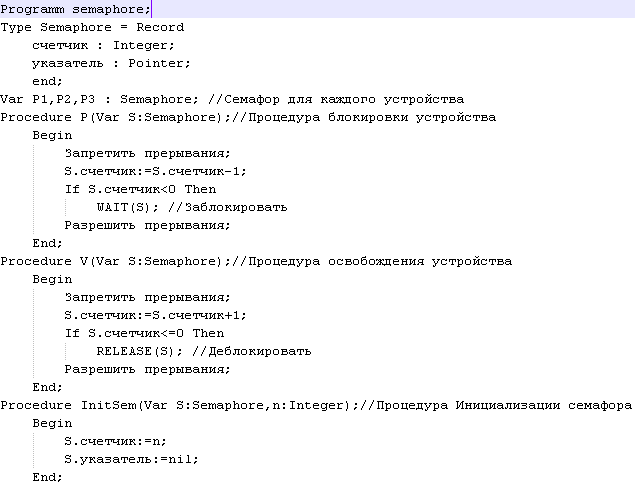 Programm semaphore;
Type Semaphore = Record
    счетчик : Integer;
    указатель : Pointer;
    end;
Var P1,P2,P3 : Semaphore; //Семафор для каждого устройства
Procedure P(Var S:Semaphore);//Процедура блокировки устройства
    Begin
        Запретить прерывания;
        S.счетчик:=S.счетчик-1;
        If S.счетчик<0 Then
            WAIT(S); //Заблокировать
        Разрешить прерывания;
    End;
Procedure V(Var S:Semaphore);//Процедура освобождения устройства
    Begin
        Запретить прерывания;
        S.счетчик:=S.счетчик+1;
        If S.счетчик<=0 Then
            RELEASE(S); //Деблокировать
        Разрешить прерывания;
    End;
Procedure InitSem(Var S:Semaphore,n:Integer);//Процедура Инициализации семафора
    Begin
        S.счетчик:=n;
        S.указатель:=nil;
    End;